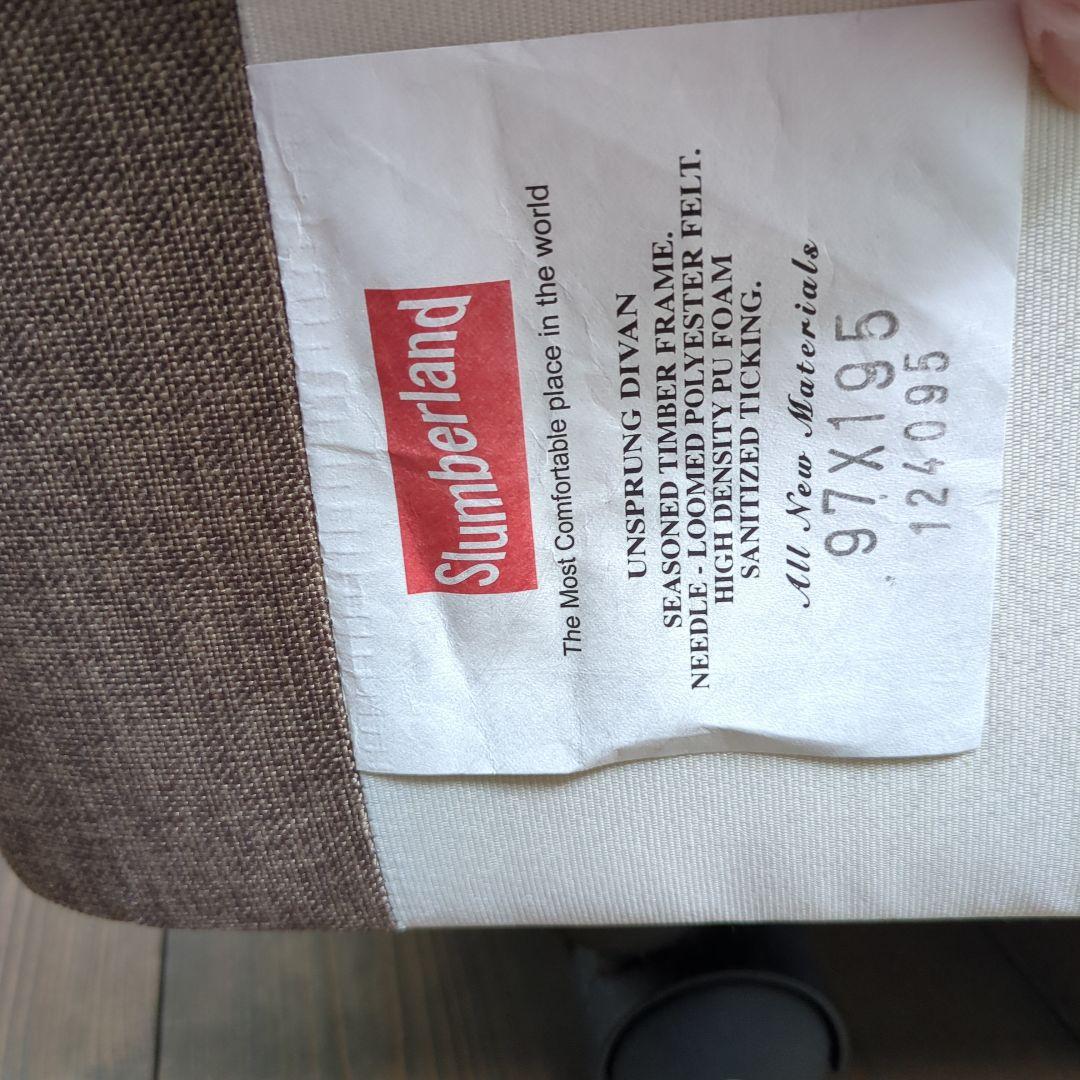 Slumberland
The Most Comfortable place in the world
UNSPRUNG DIVAN
SEASONED TIMBER FRAME.
NEEDLE - LOOMED POLYESTER FELT.
HIGH DENSITY PU FOAM
SANITIZED TICKING.
All New Materials
97X195
124095